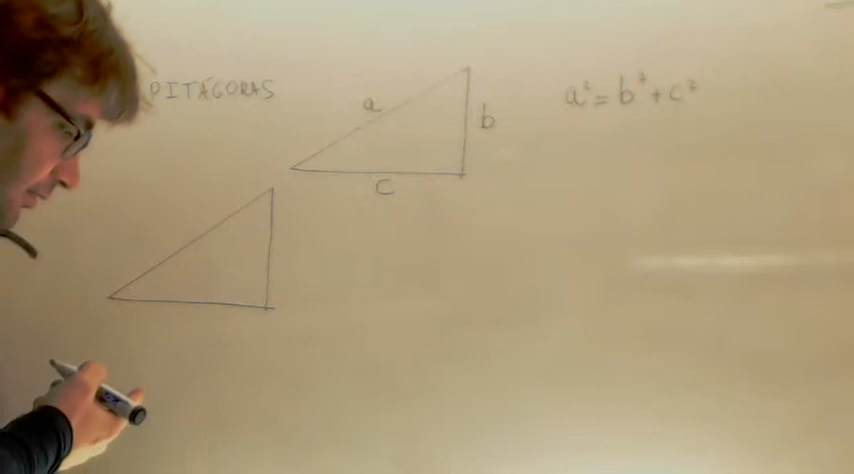 PITÁGORAS
a
b
c
a² = b² + c²